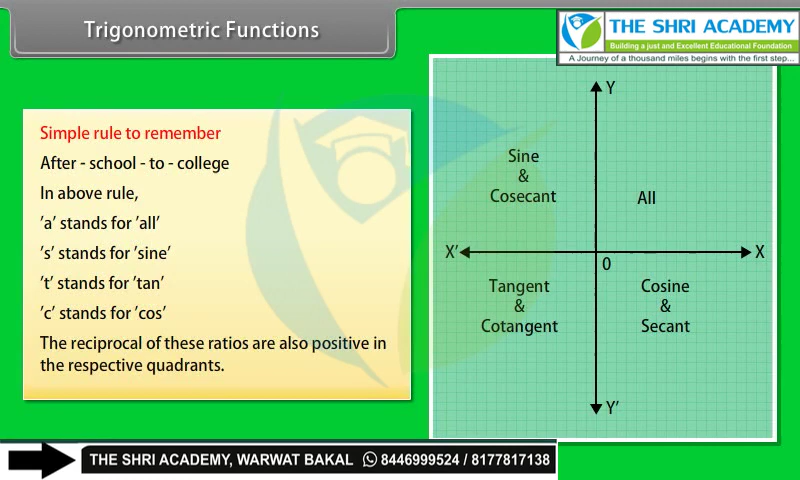 Trigonometric Functions
THE SHRI ACADEMY
Building a just and Excellent Educational Foundation
A Journey of a thousand miles begins with the first step...
Simple rule to remember
After - school - to - college
In above rule,
'a' stands for 'all'
's' stands for 'sine'
't' stands for 'tan'
'c' stands for 'cos'
The reciprocal of these ratios are also positive in
the respective quadrants.
Y
Sine
&
Cosecant
All
X'
X
0
Tangent
&
Cotangent
Cosine
&
Secant
Y'
THE SHRI ACADEMY, WARWAT BAKAL 8446999524 / 8177817138